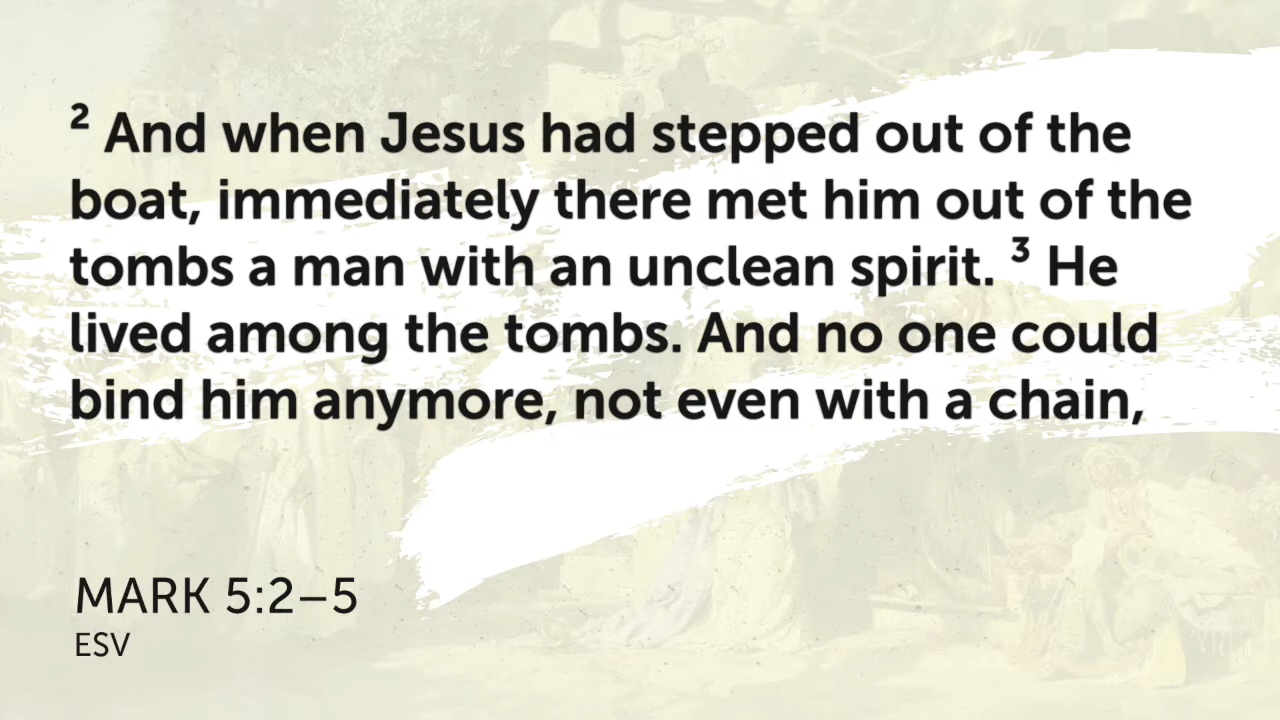 ² And when Jesus had stepped out of the
boat, immediately there met him out of the
tombs a man with an unclean spirit. ³ He
lived among the tombs. And no one could
bind him anymore, not even with a chain,
MARK 5:2–5
ESV